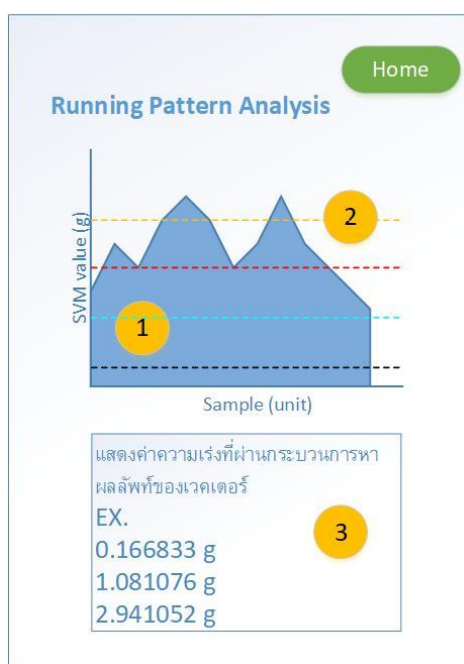 Home
Running Pattern Analysis
SVM value (g)
2
1
Sample (unit)
แสดงค่าความเร่งที่ผ่านกระบวนการหา
ผลลัพท์ของเวคเตอร์
EX.
3
0.166833 g
1.081076 g
2.941052 g